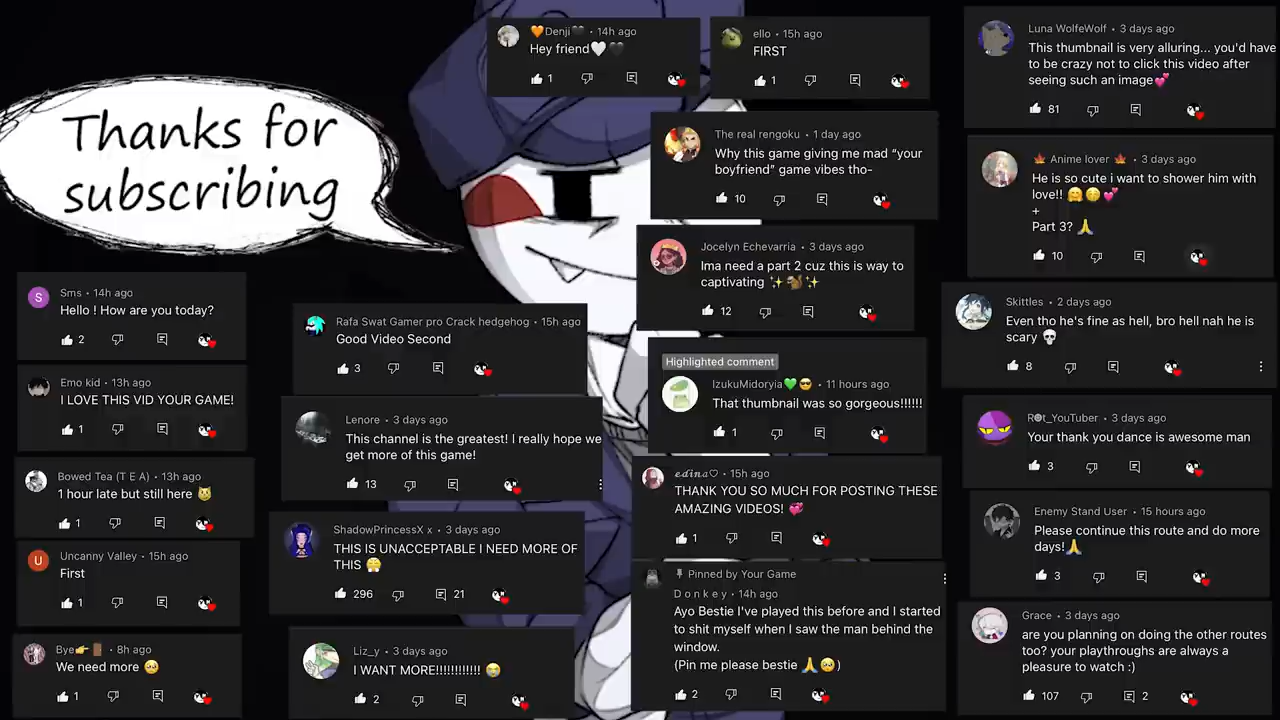 Thanks for
subscribing
Sms • 14h ago
Hello ! How are you today?
2
Emo kid • 13h ago
I LOVE THIS VID YOUR GAME!
1
Bowed Tea (T E A) • 13h ago
1 hour late but still here 😼
1
Uncanny Valley • 15h ago
First
1
Bye👉🚪 • 8h ago
We need more 🥺
1
Rafa Swat Gamer pro Crack hedgehog • 15h ago
Good Video Second
3
Lenore • 3 days ago
This channel is the greatest! I really hope we
get more of this game!
13
ShadowPrincessX x • 3 days ago
THIS IS UNACCEPTABLE I NEED MORE OF
THIS 😤
296 21
Liz_y • 3 days ago
I WANT MORE!!!!!!!!!!!! 😭
2
🧡Denji🖤 • 14h ago
Hey friend🤍🖤
1
ello • 15h ago
FIRST
1
The real rengoku • 1 day ago
Why this game giving me mad “your
boyfriend” game vibes tho-
10
Jocelyn Echevarria • 3 days ago
Ima need a part 2 cuz this is way to
captivating ✨🐿️✨
12
Highlighted comment
IzukuMidoryia💚😎 • 11 hours ago
That thumbnail was so gorgeous!!!!!!
1
𝓮𝓭𝓲𝓷𝓪♡ • 15h ago
THANK YOU SO MUCH FOR POSTING THESE
AMAZING VIDEOS! 💞
1
Pinned by Your Game
D o n k e y • 14h ago
Ayo Bestie I've played this before and I started
to shit myself when I saw the man behind the
window.
(Pin me please bestie 🙏🥺)
2
Luna WolfeWolf • 3 days ago
This thumbnail is very alluring... you'd have
to be crazy not to click this video after
seeing such an image💕
81
🍁 Anime lover 🍁 • 3 days ago
He is so cute i want to shower him with
love!! 🤗😊💕
+
Part 3? 🙏
10
Skittles • 2 days ago
Even tho he's fine as hell, bro hell nah he is
scary 💀
8
• 3 days ago
Your thank you dance is awesome man
3
Enemy Stand User • 15 hours ago
Please continue this route and do more
days!🙏
3
Grace • 3 days ago
are you planning on doing the other routes
too? your playthroughs are always a
pleasure to watch :)
107 2